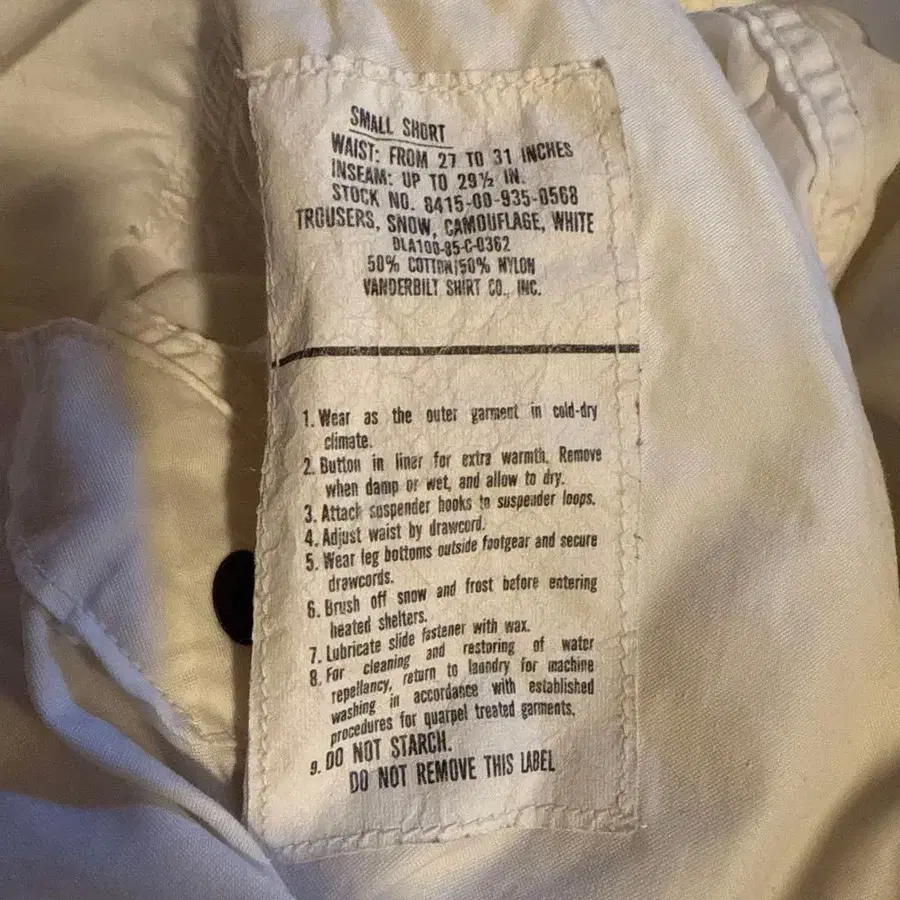 SMALL SHORT
WAIST: FROM 27 TO 31 INCHES
INSEAM: UP TO 29½ IN.
STOCK NO. 8415-00-935-0568
TROUSERS, SNOW, CAMOUFLAGE, WHITE
DLA100-85-C-0362
50% COTTON/50% NYLON
VANDERBILT SHIRT CO., INC.
1. Wear as the outer garment in cold-dry
climate.
2. Button in liner for extra warmth. Remove
when damp or wet, and allow to dry.
3. Attach suspender hooks to suspender loops.
4. Adjust waist by drawcord.
5. Wear leg bottoms outside footgear and secure
drawcords.
6. Brush off snow and frost before entering
heated shelters.
7. Lubricate slide fastener with wax.
8. For cleaning and restoring of water
repellancy, return to laundry for machine
washing in accordance with established
procedures for quarpel treated garments.
9. DO NOT STARCH.
DO NOT REMOVE THIS LABEL